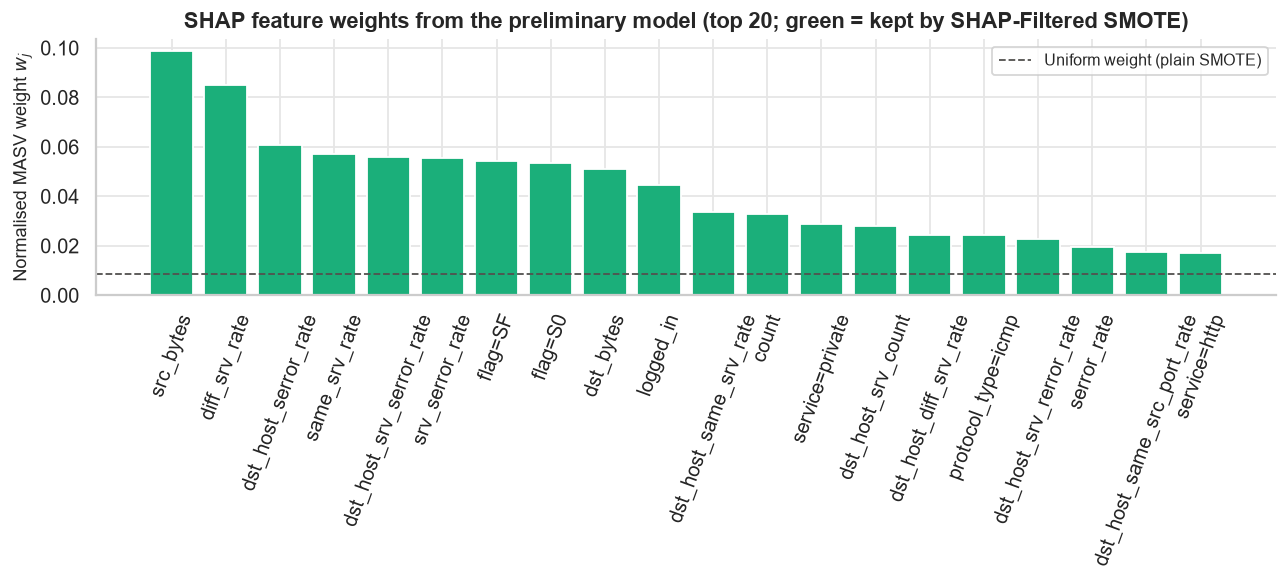 SHAP feature weights from the preliminary model (top 20; green = kept by SHAP-Filtered SMOTE)
Normalised MASV weight w_j
0.10
0.08
0.06
0.04
0.02
0.00
Uniform weight (plain SMOTE)
src_bytes
diff_srv_rate
dst_host_serror_rate
same_srv_rate
dst_host_srv_serror_rate
srv_serror_rate
flag=SF
flag=S0
dst_bytes
logged_in
dst_host_same_srv_rate
count
service=private
dst_host_srv_count
dst_host_diff_srv_rate
protocol_type=icmp
dst_host_srv_rerror_rate
serror_rate
dst_host_same_src_port_rate
service=http